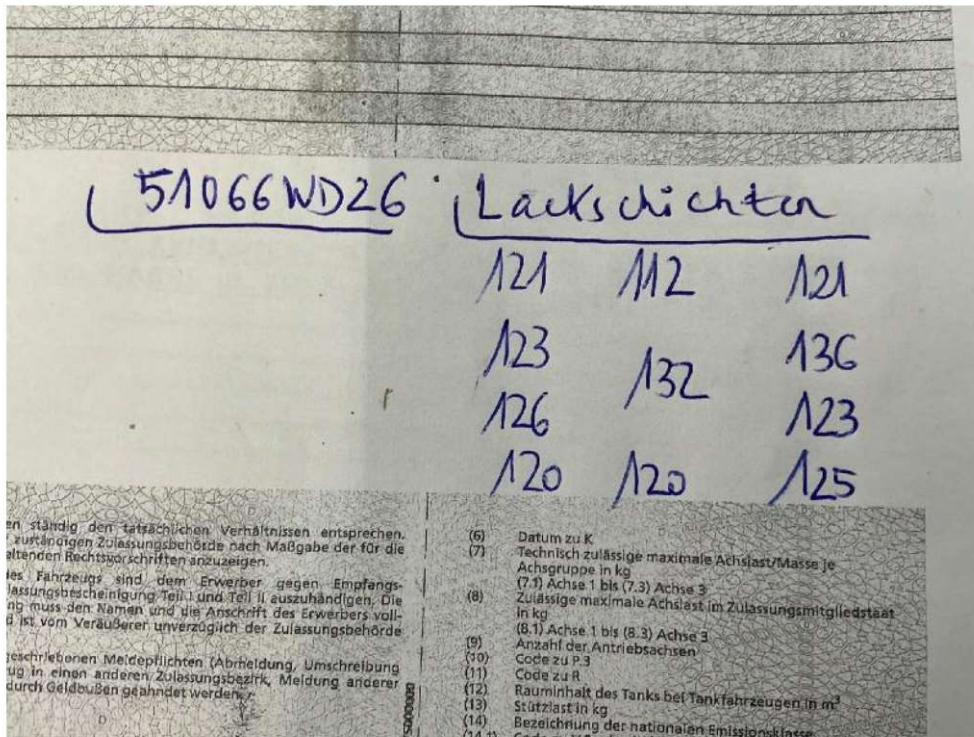 51066WD26 Lackschichten
121 112 121
123 132 136
126 123
120 120 125
en ständig den tatsächlichen Verhältnissen entsprechen.
zuständigen Zulassungsbehörde nach Maßgabe der für die
eltenden Rechtsvorschriften anzuzeigen.
des Fahrzeugs sind dem Erwerber gegen Empfangs-
lassungsbescheinigung Teil I und Teil II auszuhändigen. Die
ng muss den Namen und die Anschrift des Erwerbers voll-
d ist vom Veräußerer unverzüglich der Zulassungsbehörde
geschriebenen Meldepflichten (Abmeldung, Umschreibung
ug in einen anderen Zulassungsbezirk, Meldung anderer
durch Geldbußen geahndet werden.
(6) Datum zu K
(7) Technisch zulässige maximale Achslast/Masse je
Achsgruppe in kg
(7.1) Achse 1 bis (7.3) Achse 3
(8) Zulässige maximale Achslast im Zulassungsmitgliedstaat
in kg
(8.1) Achse 1 bis (8.3) Achse 3
(9) Anzahl der Antriebsachsen
(10) Code zu P.3
(11) Code zu R
(12) Rauminhalt des Tanks bei Tankfahrzeugen in m³
(13) Stützlast in kg
(14) Bezeichnung der nationalen Emissionsklasse